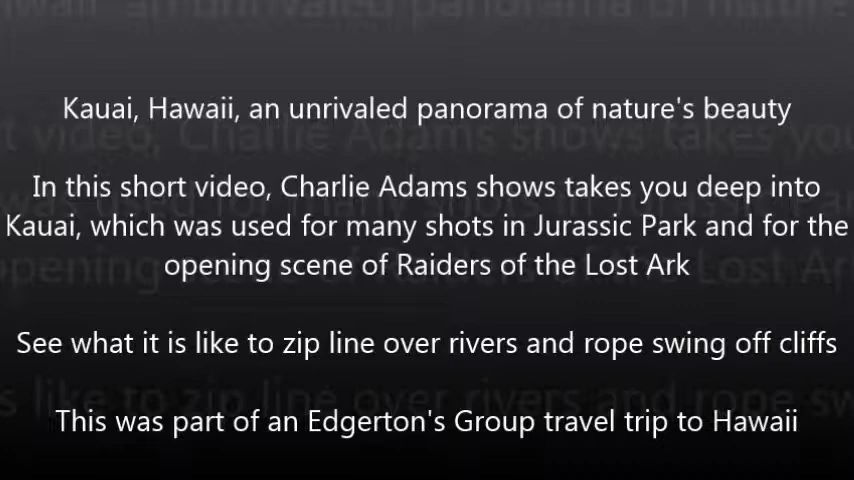 Kauai, Hawaii, an unrivaled panorama of nature's beauty
In this short video, Charlie Adams shows takes you deep into
Kauai, which was used for many shots in Jurassic Park and for the
opening scene of Raiders of the Lost Ark
See what it is like to zip line over rivers and rope swing off cliffs
This was part of an Edgerton's Group travel trip to Hawaii